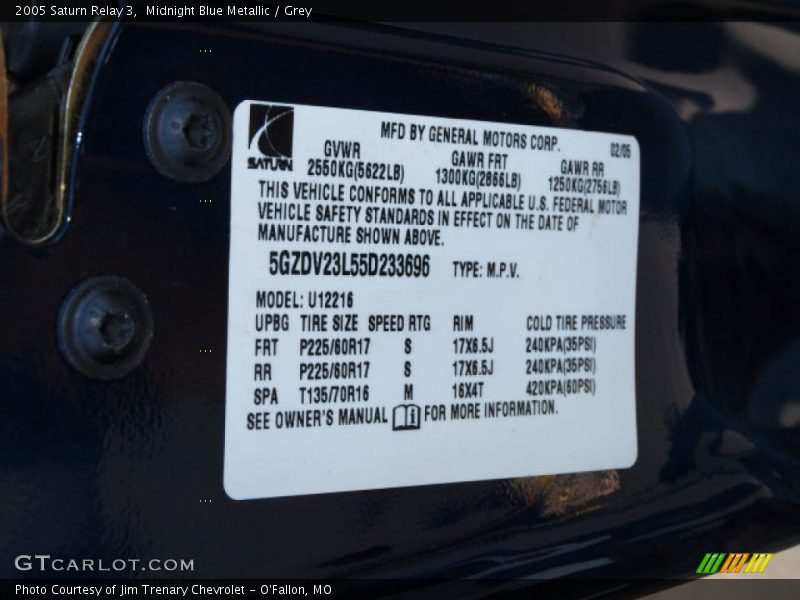 2005 Saturn Relay 3,  Midnight Blue Metallic / Grey
SATURN
MFD BY GENERAL MOTORS CORP. 02/05
GVWR GAWR FRT GAWR RR
2550KG(5622LB) 1300KG(2866LB) 1250KG(2756LB)
THIS VEHICLE CONFORMS TO ALL APPLICABLE U.S. FEDERAL MOTOR
VEHICLE SAFETY STANDARDS IN EFFECT ON THE DATE OF
MANUFACTURE SHOWN ABOVE.
5GZDV23L55D233696 TYPE: M.P.V.
MODEL: U12216
UPBG TIRE SIZE SPEED RTG RIM COLD TIRE PRESSURE
FRT P225/60R17 S 17X6.5J 240KPA(35PSI)
RR P225/60R17 S 17X6.5J 240KPA(35PSI)
SPA T135/70R16 M 16X4T 420KPA(60PSI)
SEE OWNER'S MANUAL FOR MORE INFORMATION.
GTCARLOT.COM
Photo Courtesy of Jim Trenary Chevrolet - O'Fallon, MO